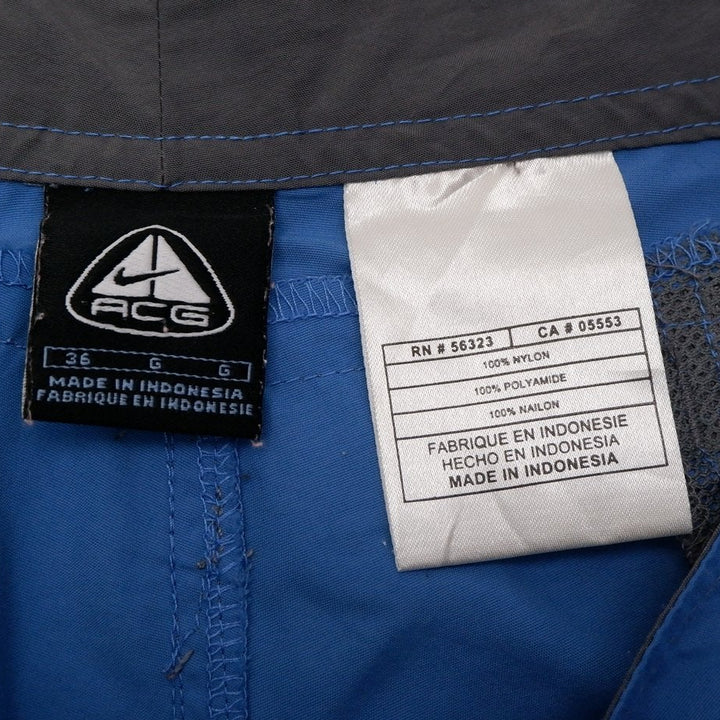 ACG
36 G G
MADE IN INDONESIA
FABRIQUE EN INDONESIE
RN # 56323 CA # 05553
100% NYLON
100% POLYAMIDE
100% NAILON
FABRIQUE EN INDONESIE
HECHO EN INDONESIA
MADE IN INDONESIA